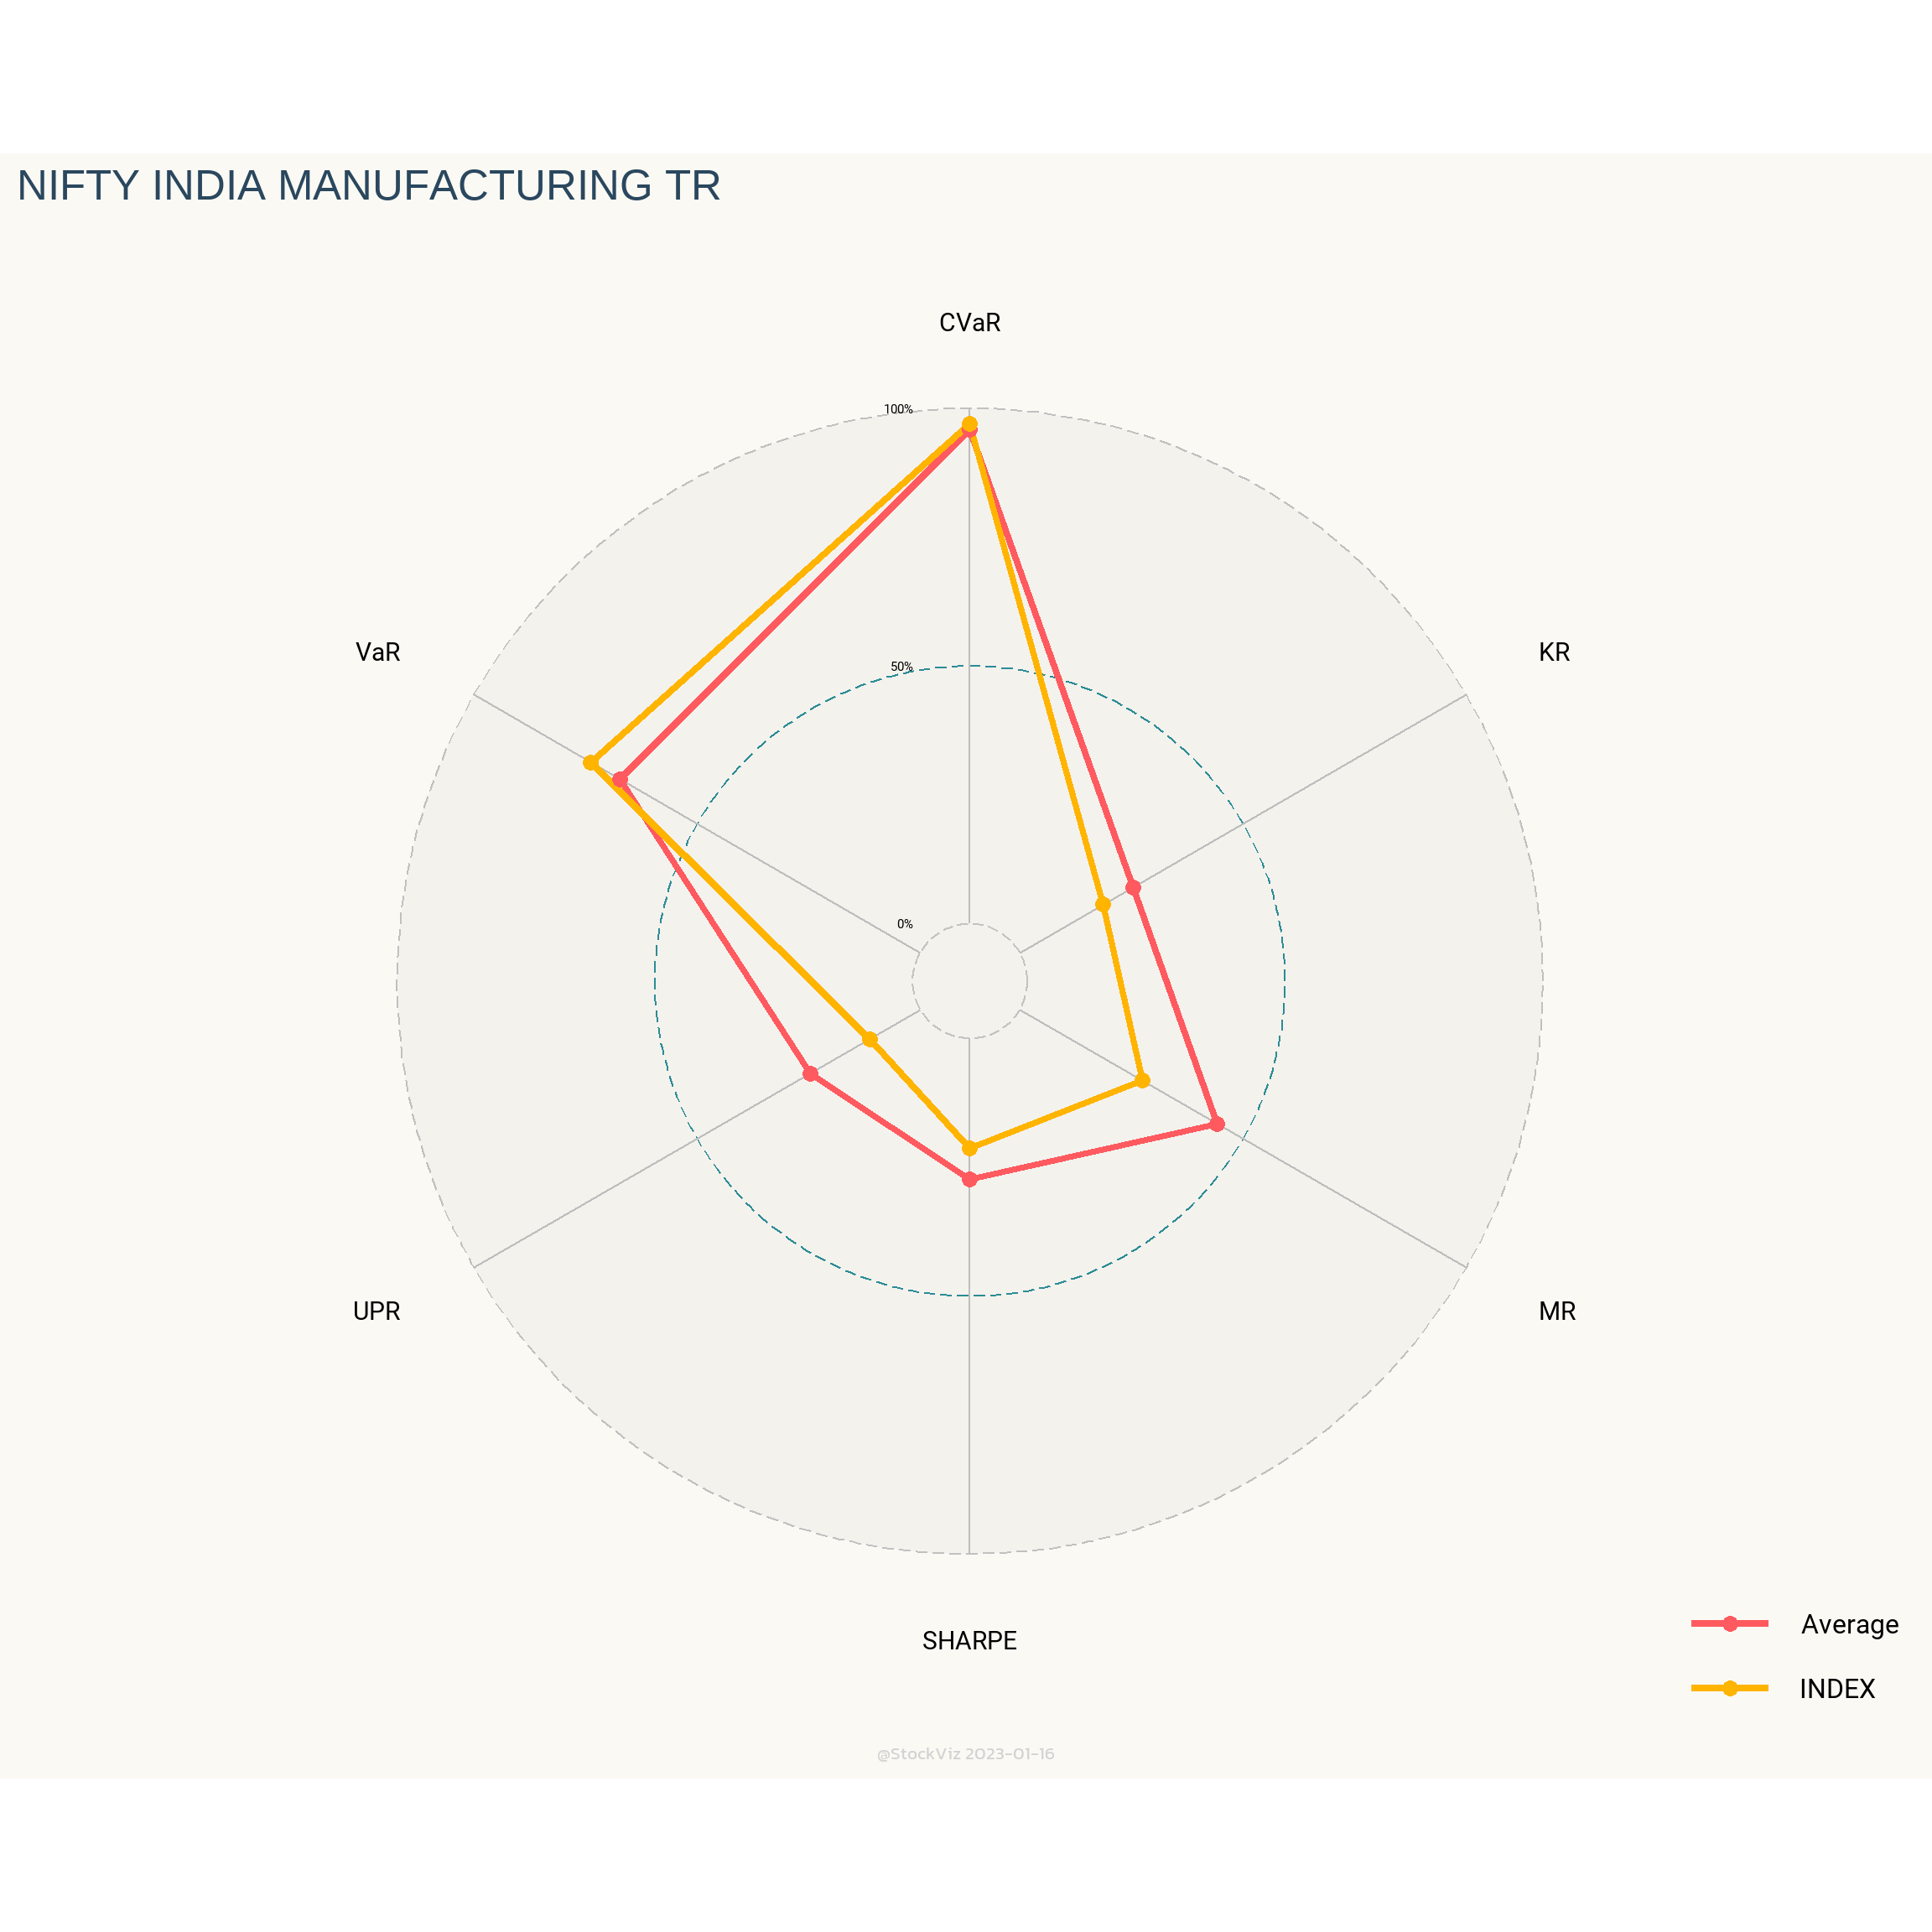 NIFTY INDIA MANUFACTURING TR
CVaR
100%
VaR
KR
50%
0%
UPR
MR
SHARPE
Average
INDEX
@StockViz 2023-01-16